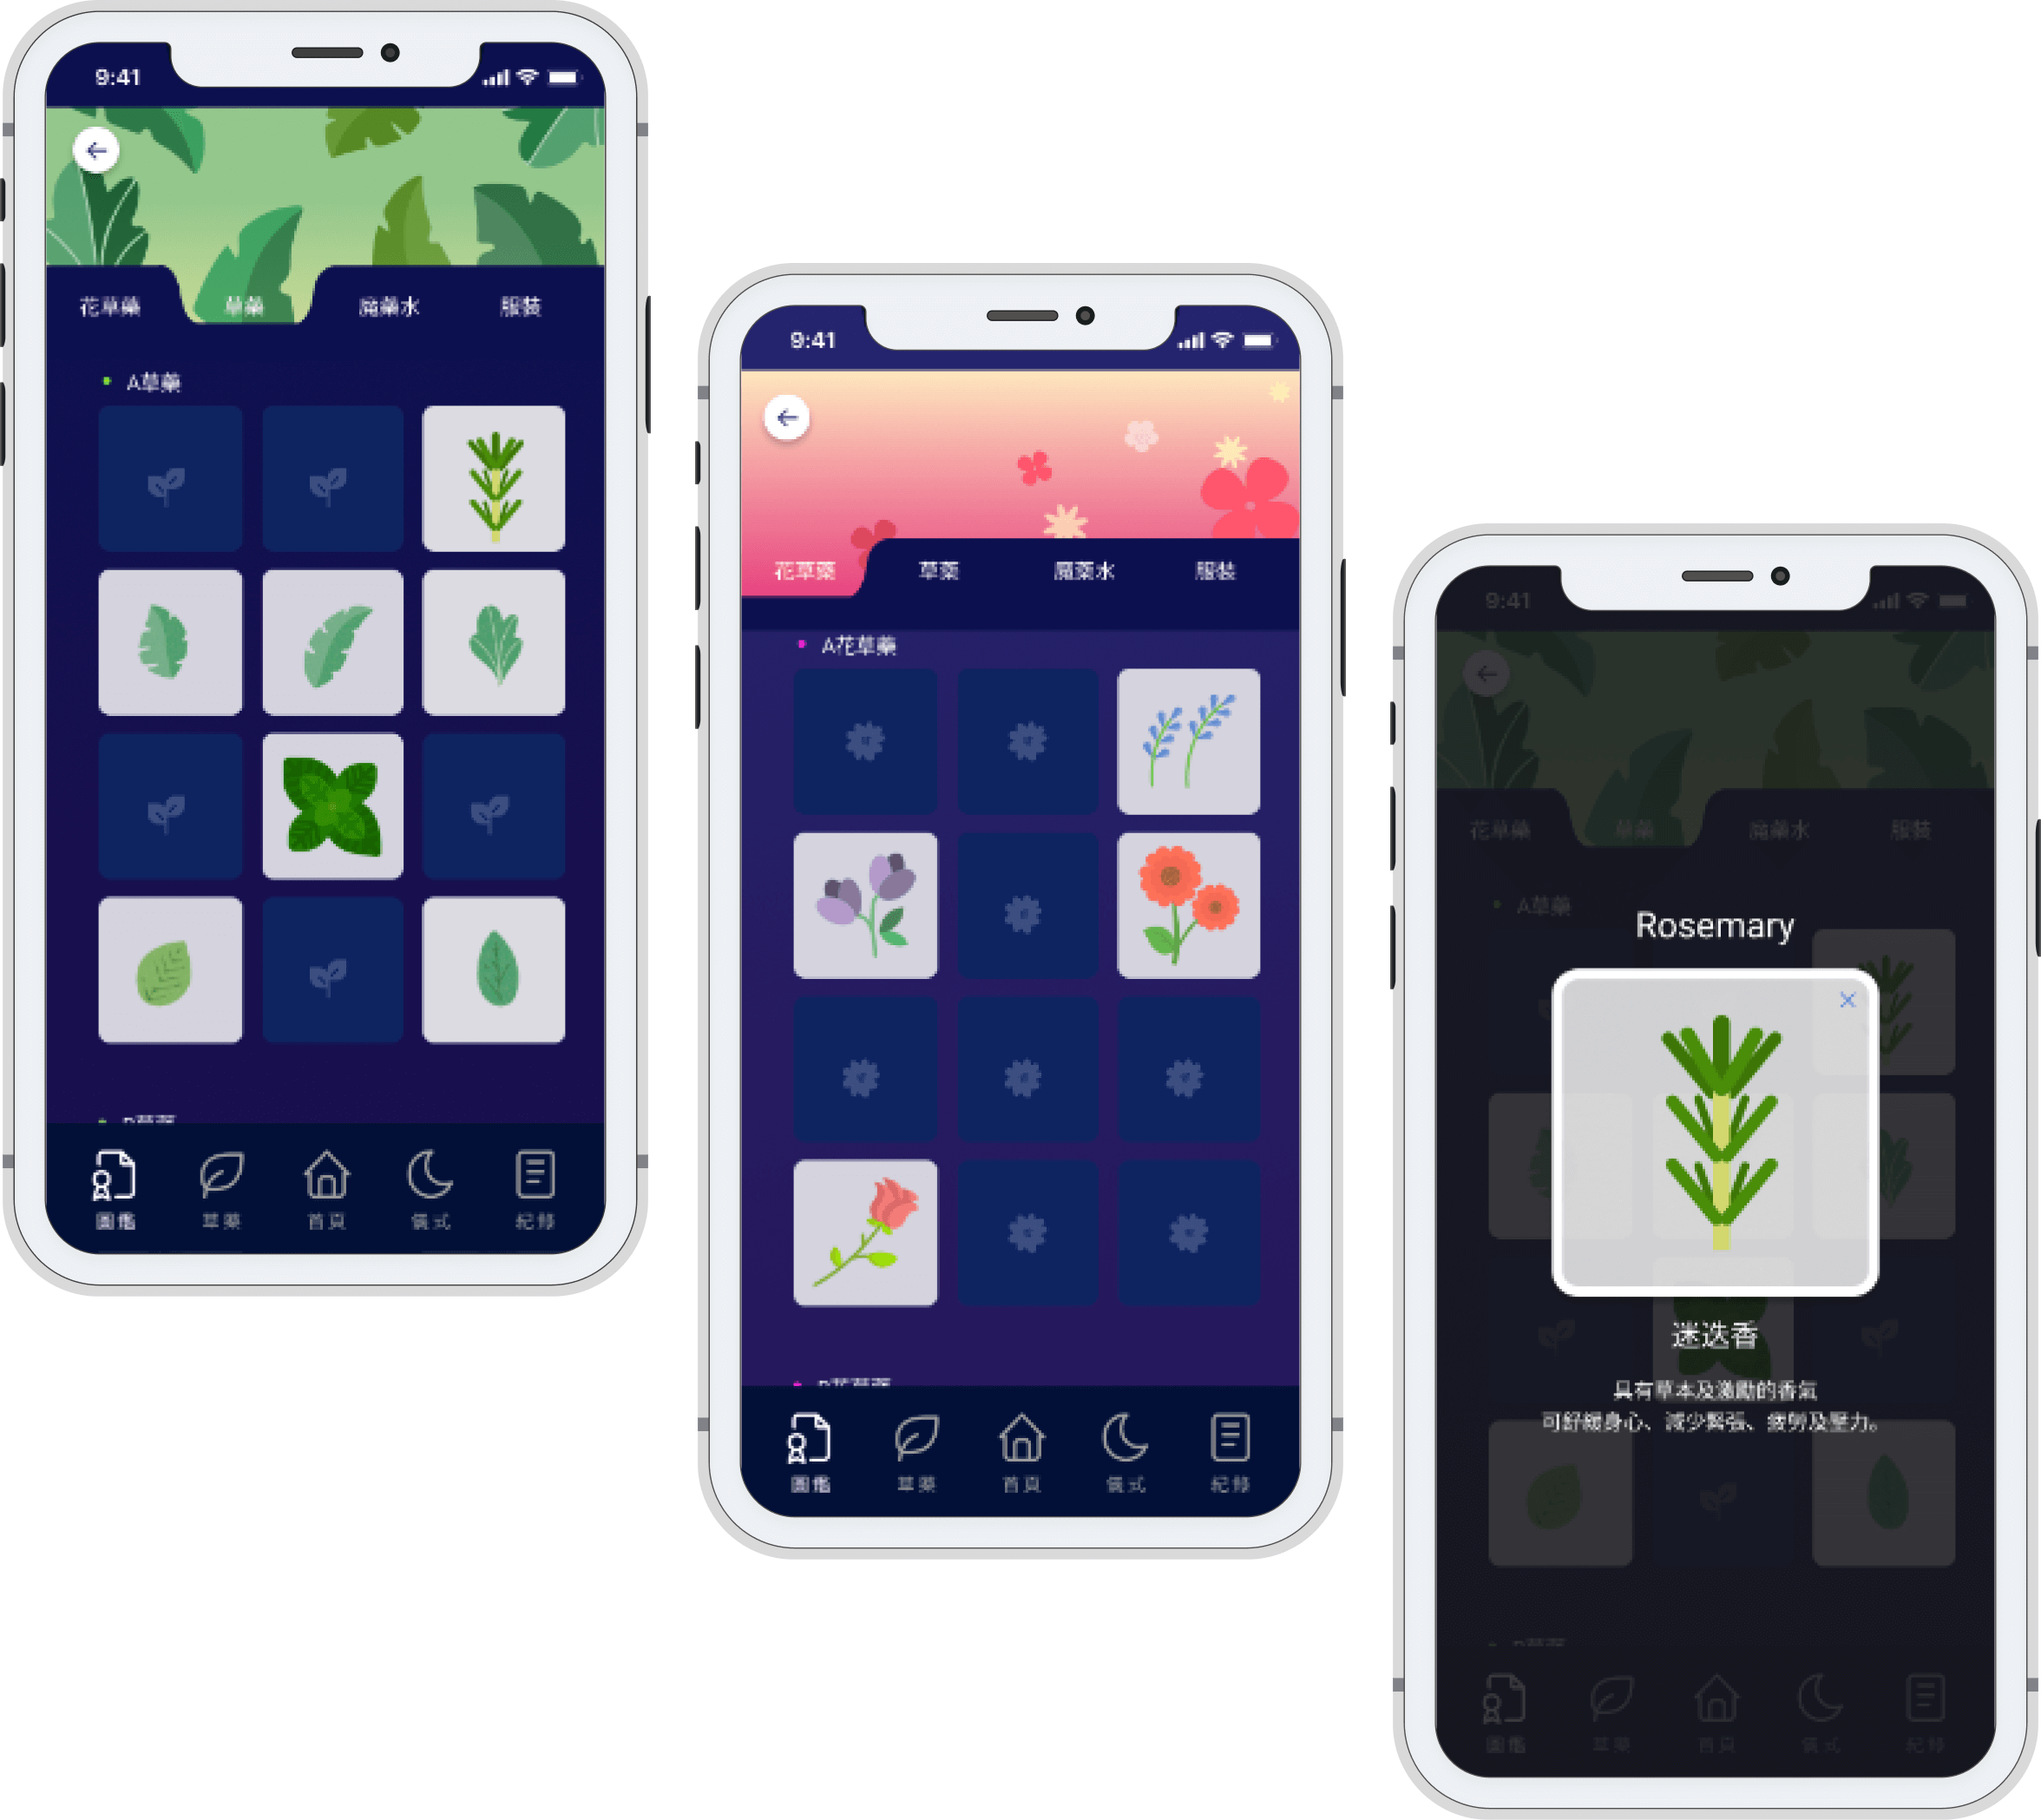 9:41
花草藥 草藥 魔藥水 服裝
A草藥
圖鑑 草藥 首頁 儀式 紀錄
9:41
花草藥 草藥 魔藥水 服裝
A花草藥
圖鑑 草藥 首頁 儀式 紀錄
9:41
花草藥 草藥 魔藥水 服裝
A草藥
Rosemary
迷迭香
具有草本及激勵的香氣
可舒緩身心、減少緊張、疲勞及壓力。
圖鑑 草藥 首頁 儀式 紀錄